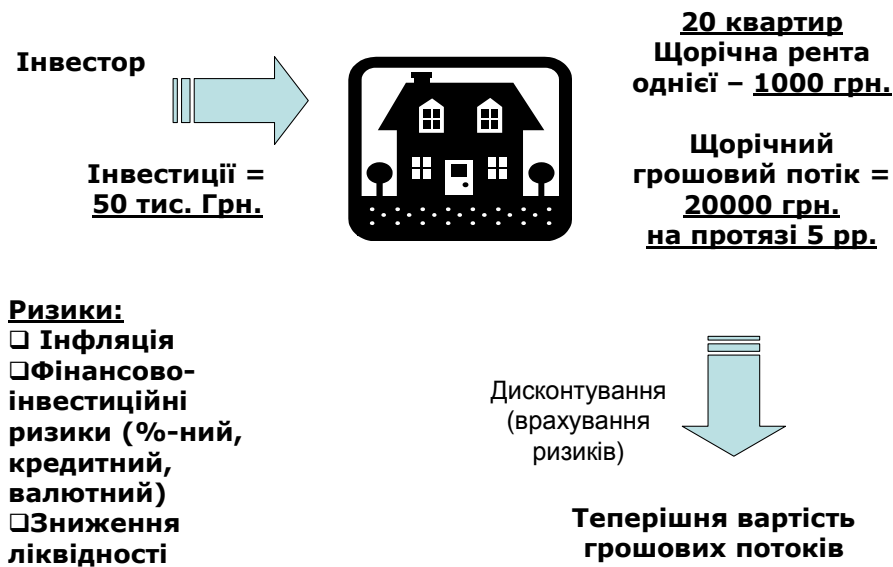 Інвестор
Інвестиції =
50 тис. Грн.
20 квартир
Щорічна рента
однієї – 1000 грн.
Щорічний
грошовий потік =
20000 грн.
на протязі 5 рр.
Ризики:
❑ Інфляція
❑Фінансово-
інвестиційні
ризики (%-ний,
кредитний,
валютний)
❑Зниження
ліквідності
Дисконтування
(врахування
ризиків)
Теперішня вартість
грошових потоків